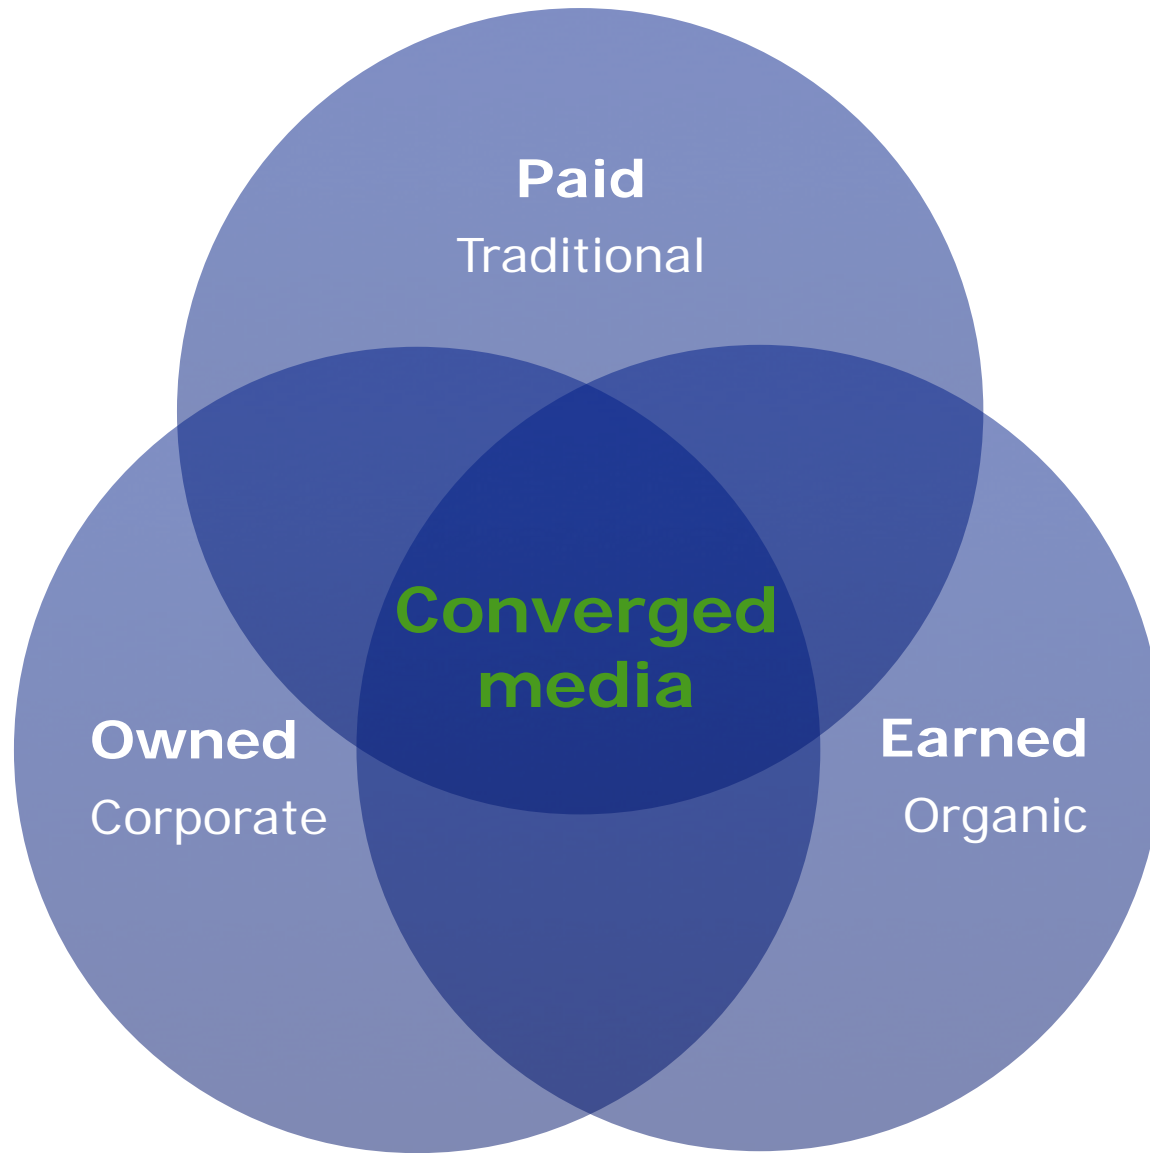 Paid
Traditional
Converged
media
Owned
Corporate
Earned
Organic